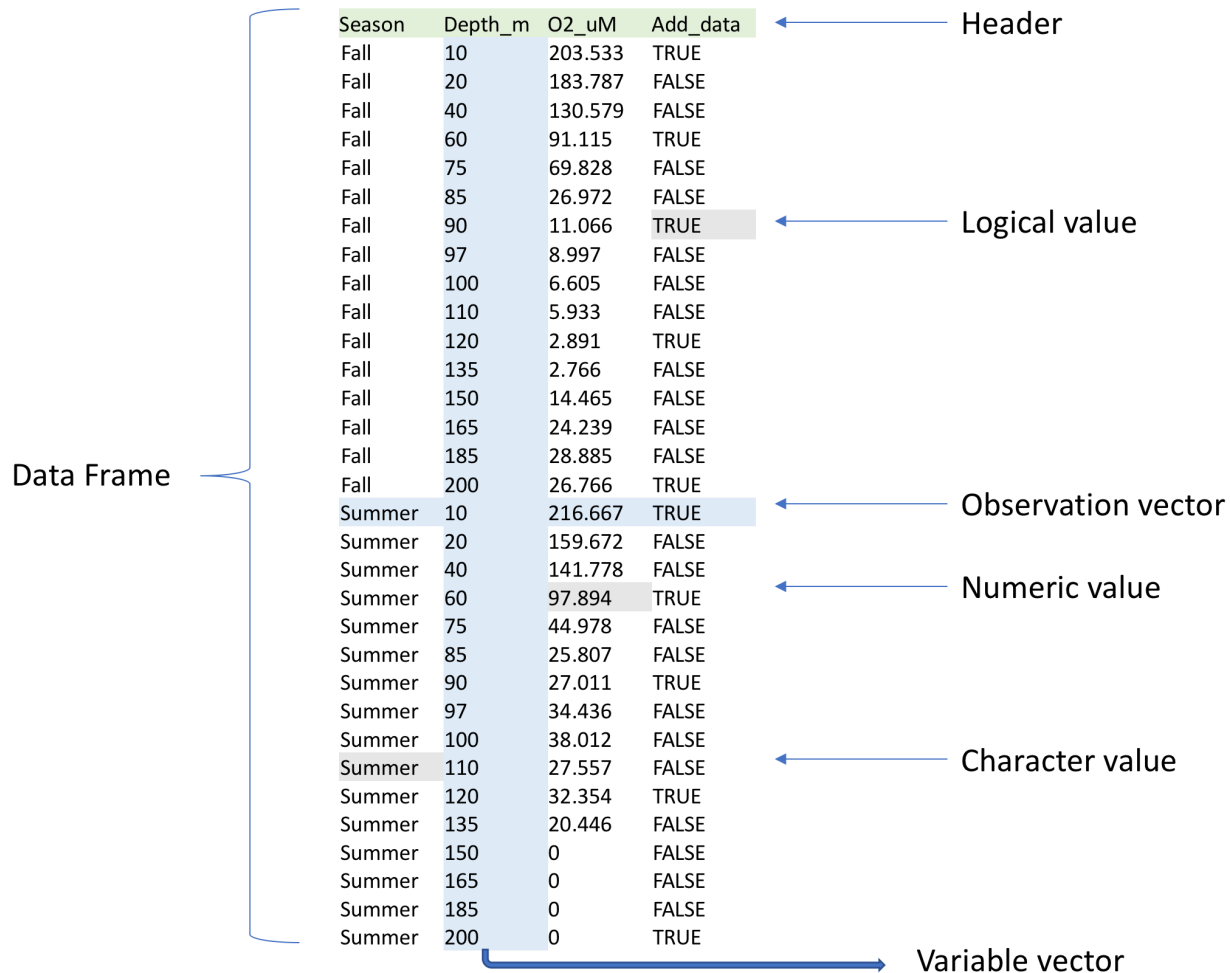 Season Depth_m O2_uM Add_data Header
Fall 10 203.533 TRUE
Fall 20 183.787 FALSE
Fall 40 130.579 FALSE
Fall 60 91.115 TRUE
Fall 75 69.828 FALSE
Fall 85 26.972 FALSE
Fall 90 11.066 TRUE Logical value
Fall 97 8.997 FALSE
Fall 100 6.605 FALSE
Fall 110 5.933 FALSE
Fall 120 2.891 TRUE
Fall 135 2.766 FALSE
Fall 150 14.465 FALSE
Fall 165 24.239 FALSE
Fall 185 28.885 FALSE
Data Frame
Fall 200 26.766 TRUE
Summer 10 216.667 TRUE Observation vector
Summer 20 159.672 FALSE
Summer 40 141.778 FALSE
Summer 60 97.894 TRUE Numeric value
Summer 75 44.978 FALSE
Summer 85 25.807 FALSE
Summer 90 27.011 TRUE
Summer 97 34.436 FALSE
Summer 100 38.012 FALSE
Summer 110 27.557 FALSE Character value
Summer 120 32.354 TRUE
Summer 135 20.446 FALSE
Summer 150 0 FALSE
Summer 165 0 FALSE
Summer 185 0 FALSE
Summer 200 0 TRUE
Variable vector